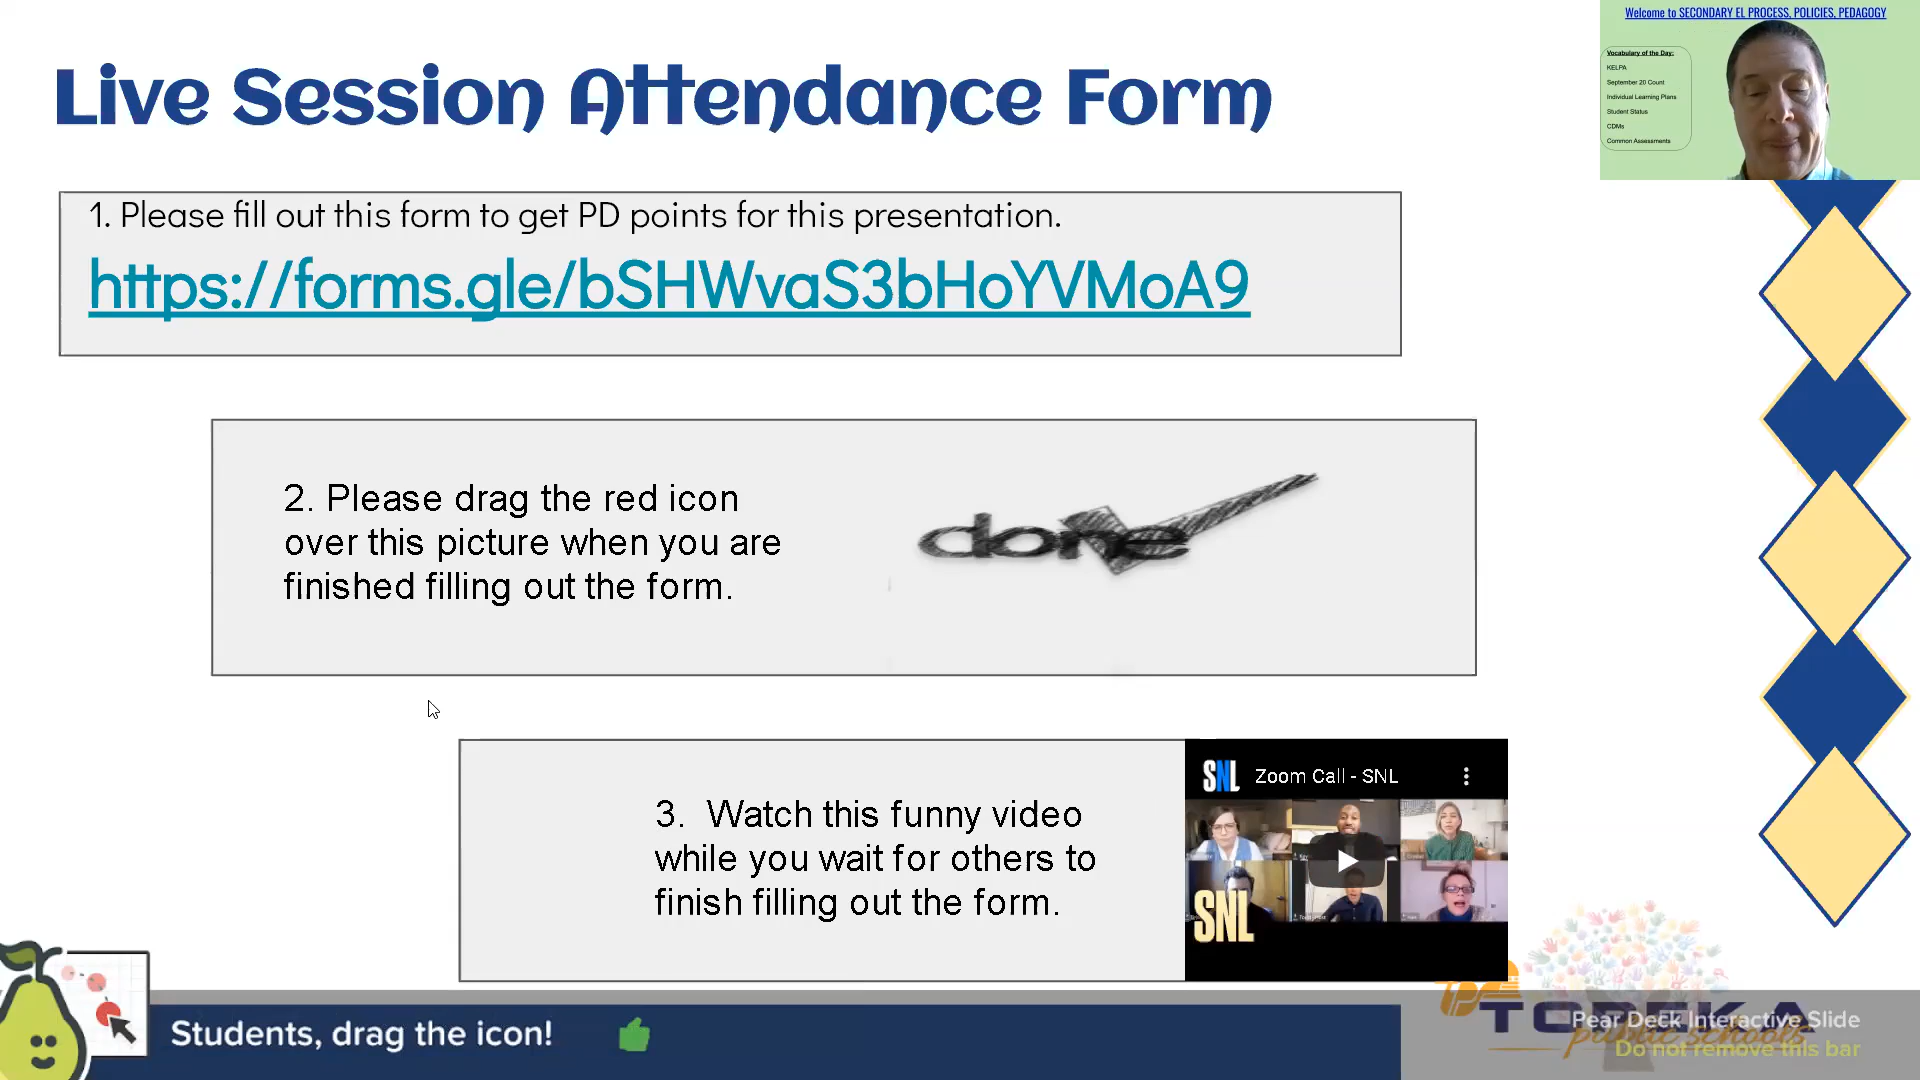 Welcome to SECONDARY EL PROCESS, POLICIES, PEDAGOGY
Vocabulary of the Day:
KELPA
September 20 Count
Individual Learning Plans
Student Status
CDMs
Common Assessments
Live Session Attendance Form
1. Please fill out this form to get PD points for this presentation.
https://forms.gle/bSHWvaS3bHoYVMoA9
2. Please drag the red icon
over this picture when you are
finished filling out the form.
done
3. Watch this funny video
while you wait for others to
finish filling out the form.
SNL Zoom Call - SNL
SNL
Students, drag the icon!
TOPEKA
public schools
Pear Deck Interactive Slide
Do not remove this bar